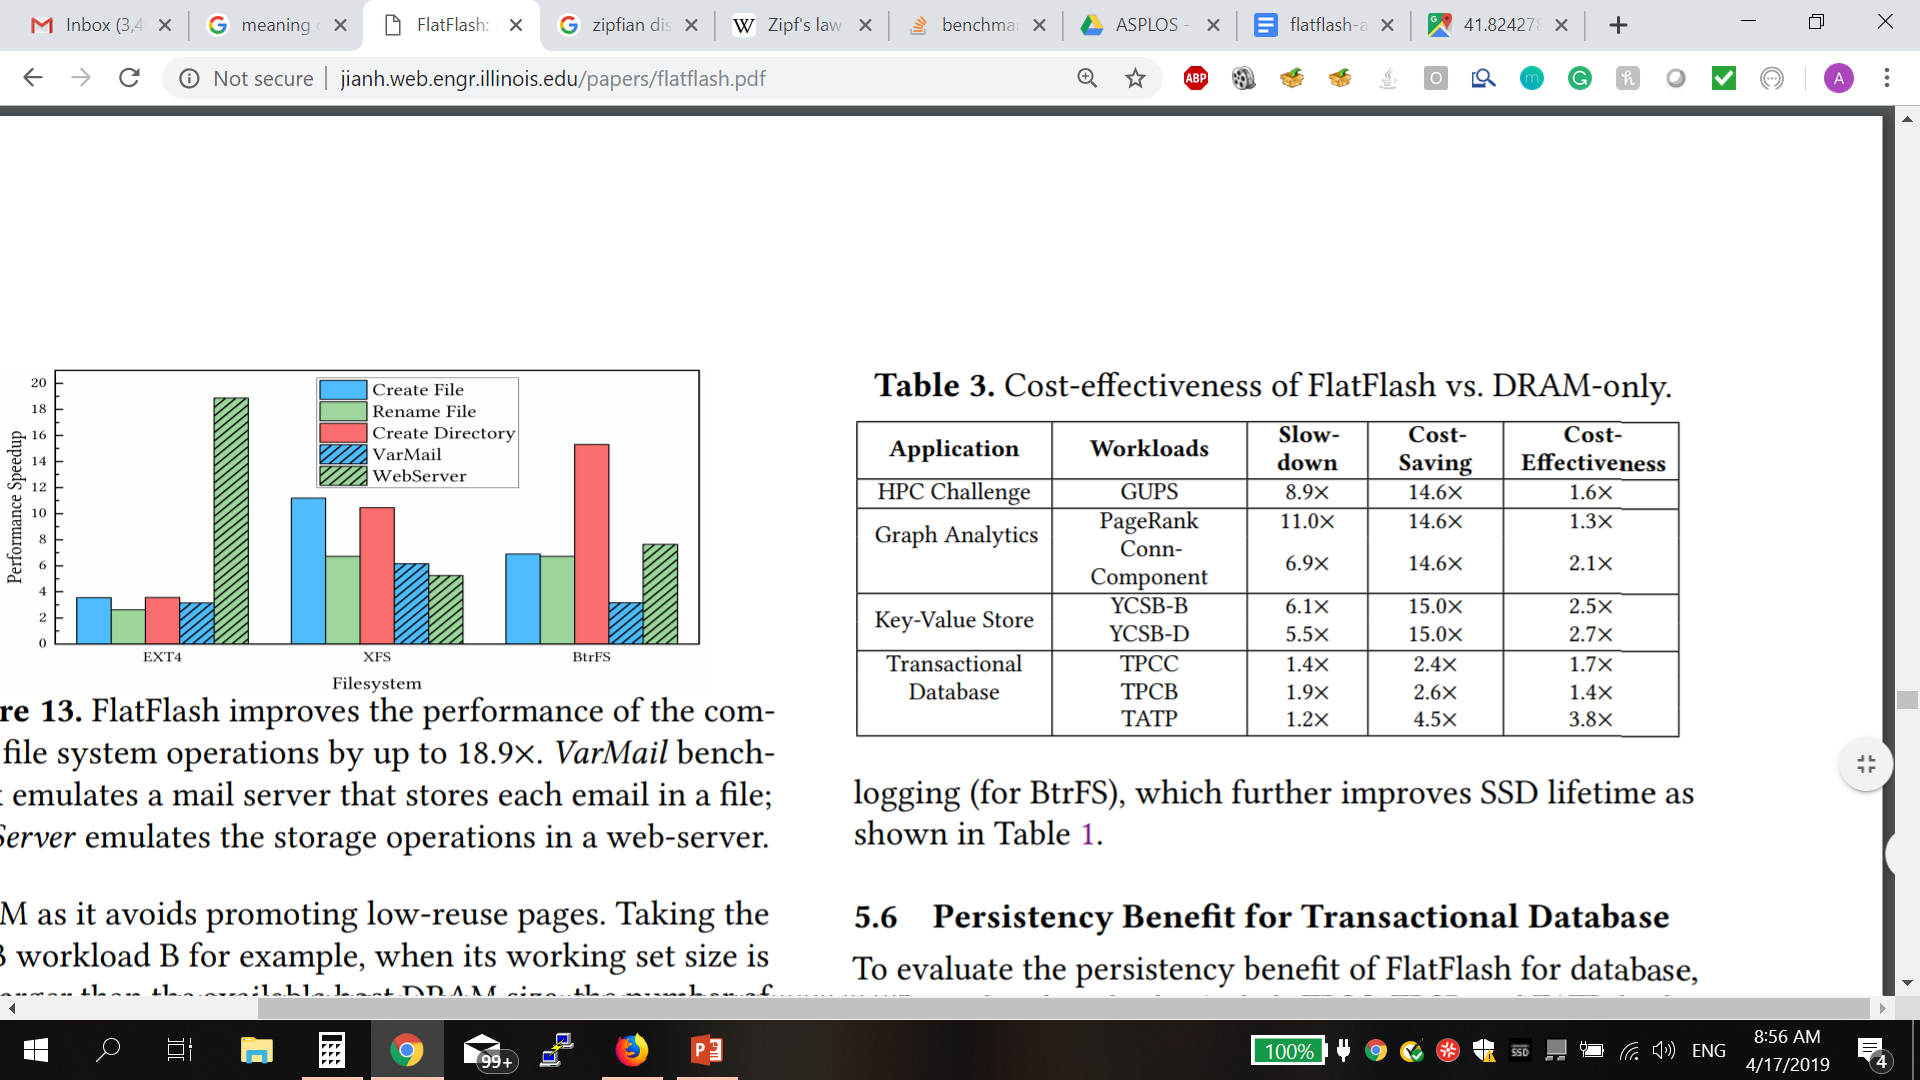 Inbox (3,4
meaning
FlatFlash:
zipfian dis
Zipf's law
benchmar
ASPLOS -
flatflash-a
41.824278
Not secure
jianh.web.engr.illinois.edu/papers/flatflash.pdf
ABP
A
Performance Speedup
20
18
16
14
12
10
8
6
4
2
0
Create File
Rename File
Create Directory
VarMail
WebServer
EXT4 XFS BtrFS
Filesystem
re 13. FlatFlash improves the performance of the com-
file system operations by up to 18.9×. VarMail bench-
emulates a mail server that stores each email in a file;
Server emulates the storage operations in a web-server.
M as it avoids promoting low-reuse pages. Taking the
B workload B for example, when its working set size is
Table 3. Cost-effectiveness of FlatFlash vs. DRAM-only.
Application Workloads Slow-down Cost-Saving Cost-Effectiveness
HPC Challenge GUPS 8.9× 14.6× 1.6×
Graph Analytics PageRank 11.0× 14.6× 1.3×
Conn-Component 6.9× 14.6× 2.1×
Key-Value Store YCSB-B 6.1× 15.0× 2.5×
YCSB-D 5.5× 15.0× 2.7×
Transactional Database TPCC 1.4× 2.4× 1.7×
TPCB 1.9× 2.6× 1.4×
TATP 1.2× 4.5× 3.8×
logging (for BtrFS), which further improves SSD lifetime as
shown in Table 1.
5.6 Persistency Benefit for Transactional Database
To evaluate the persistency benefit of FlatFlash for database,
99+
100%
SSD
ENG
8:56 AM
4/17/2019
4